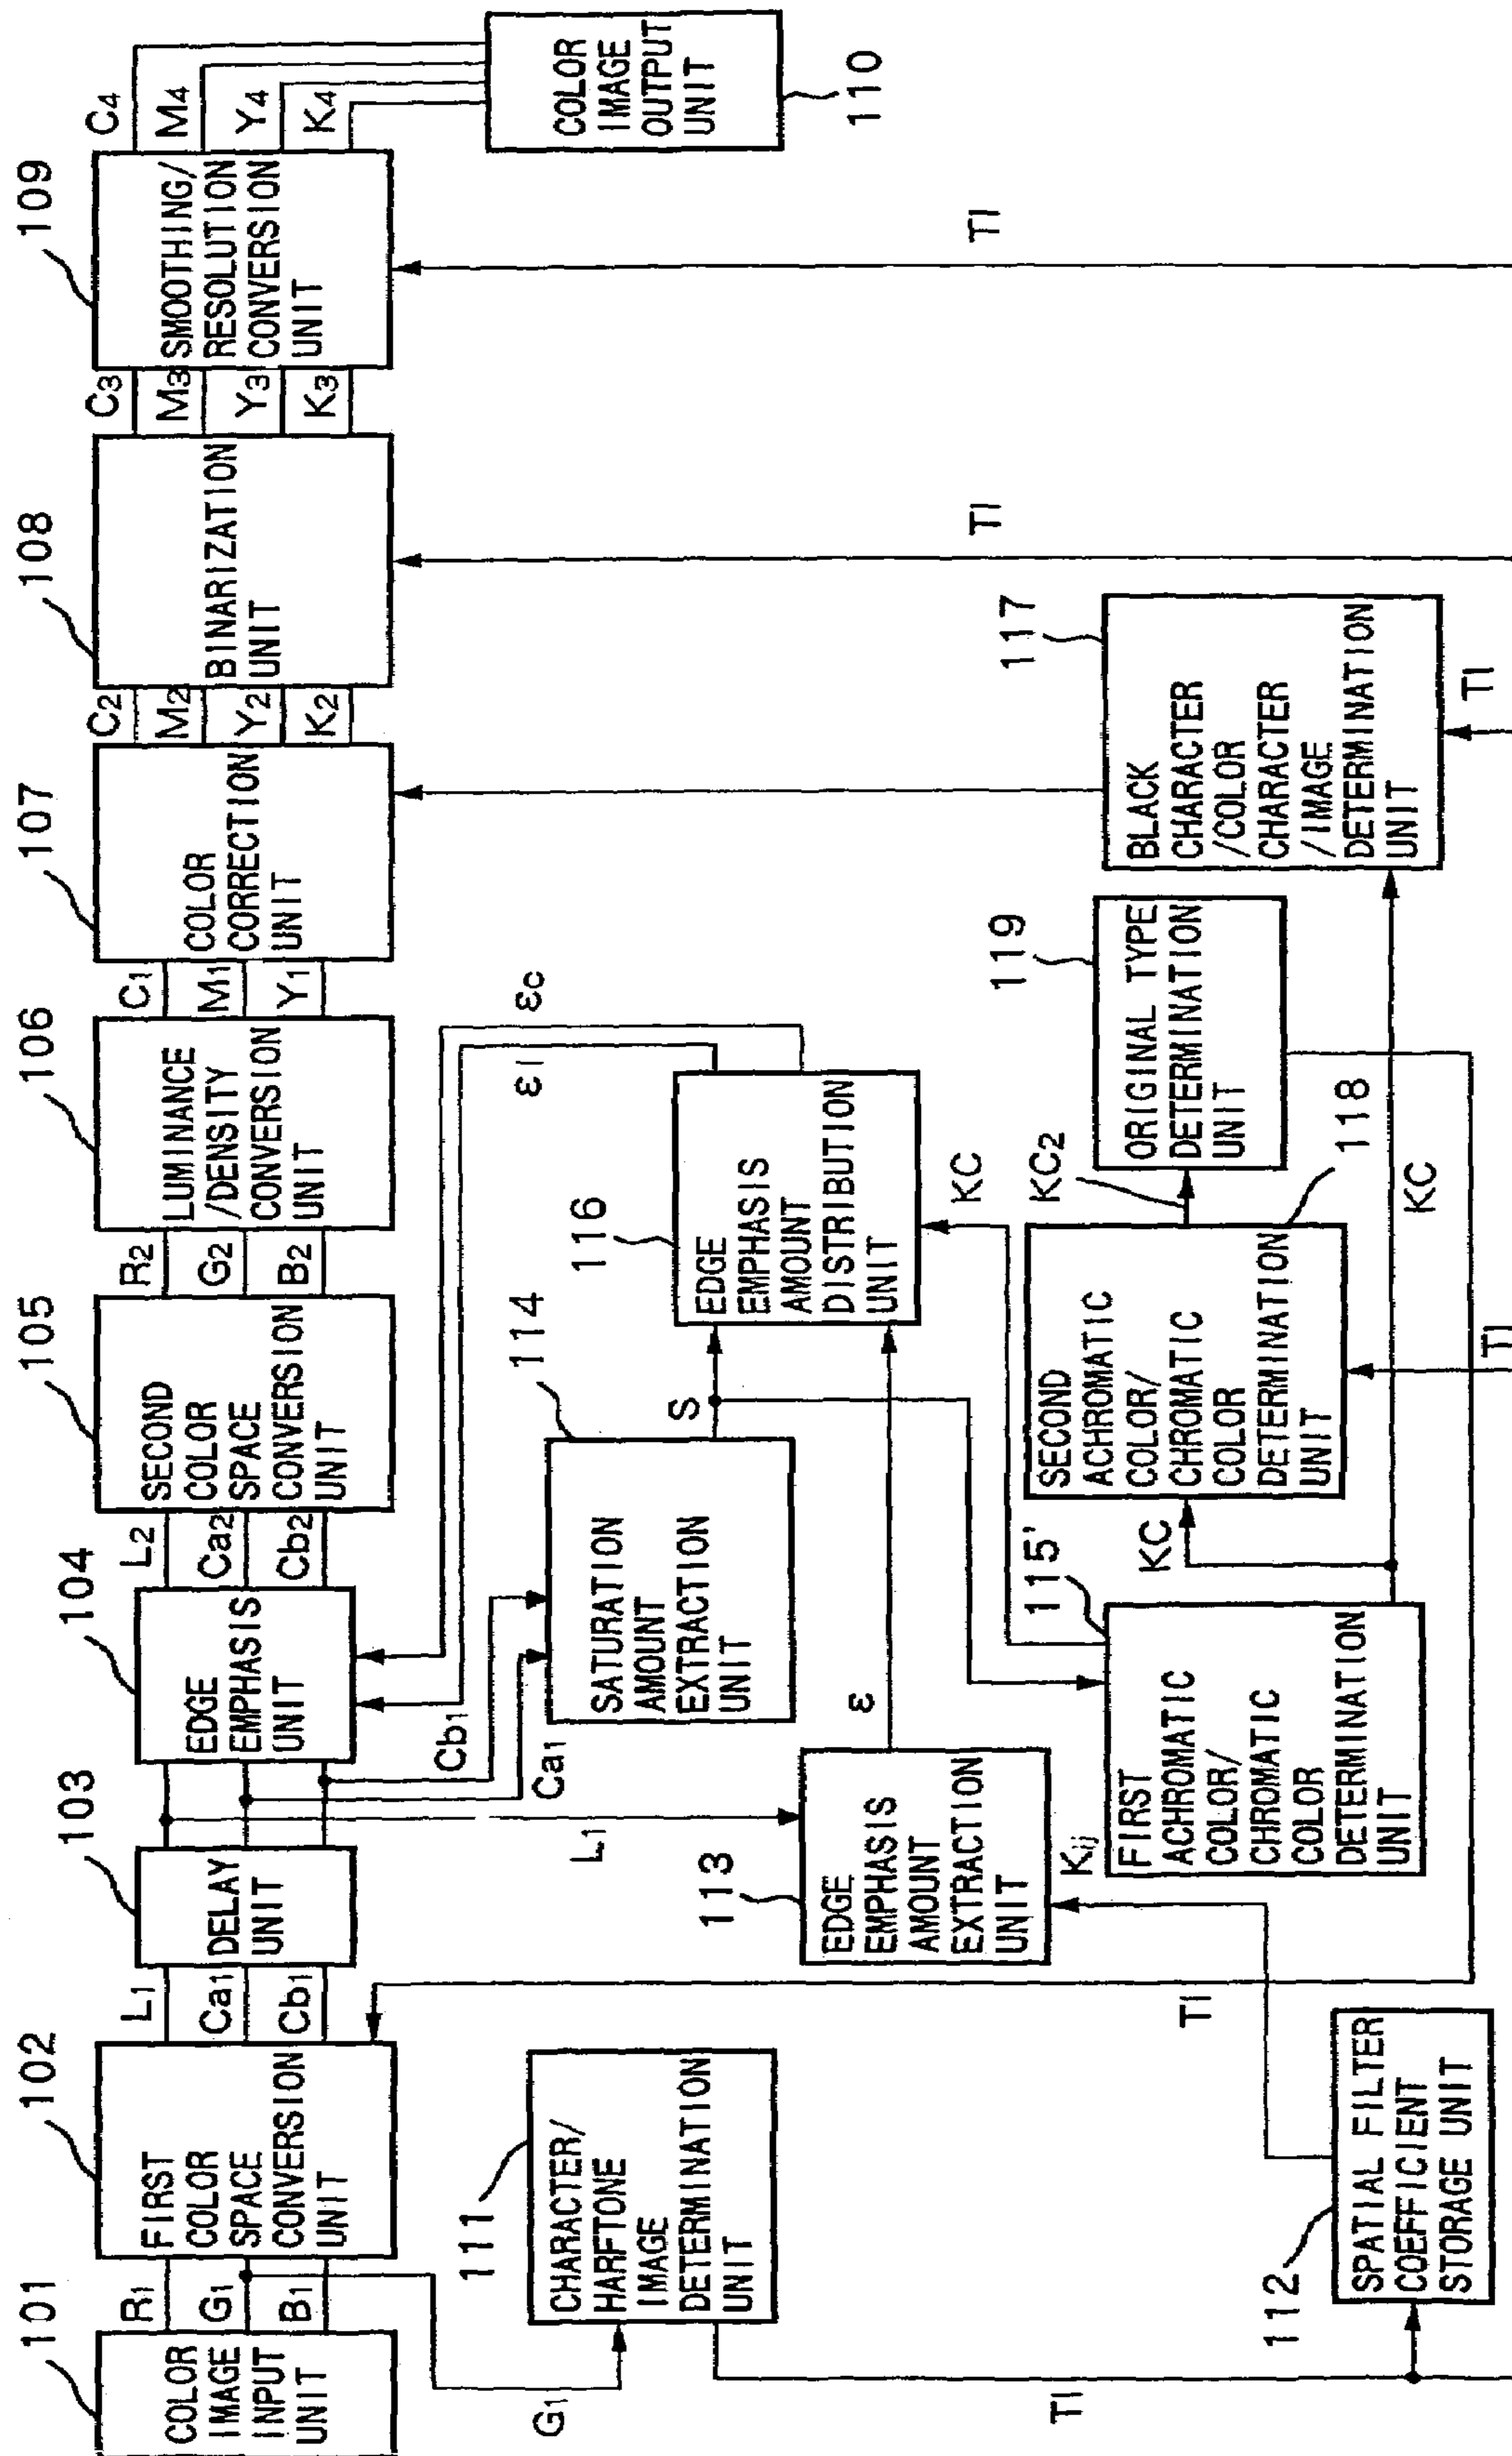 101
COLOR
IMAGE
INPUT
UNIT
R1
G1
B1
102
FIRST
COLOR
SPACE
CONVERSION
UNIT
L1
Ca1
Cb1
103
DELAY
UNIT
104
EDGE
EMPHASIS
UNIT
L2
Ca2
Cb2
105
SECOND
COLOR
SPACE
CONVERSION
UNIT
R2
G2
B2
106
LUMINANCE
/DENSITY
CONVERSION
UNIT
C1
M1
Y1
107
COLOR
CORRECTION
UNIT
C2
M2
Y2
K2
108
BINARIZATION
UNIT
C3
M3
Y3
K3
109
SMOOTHING/
RESOLUTION
CONVERSION
UNIT
C4
M4
Y4
K4
COLOR
IMAGE
OUTPUT
UNIT
110
G1
111
CHARACTER/
HARFTONE
IMAGE
DETERMINATION
UNIT
TI
L1
Ca1
Cb1
114
SATURATION
AMOUNT
EXTRACTION
UNIT
S
εl
εc
116
EDGE
EMPHASIS
AMOUNT
DISTRIBUTION
UNIT
KC
113
EDGE
EMPHASIS
AMOUNT
EXTRACTION
UNIT
ε
Kij
TI
112
SPATIAL FILTER
COEFFICIENT
STORAGE UNIT
115'
FIRST
ACHROMATIC
COLOR/
CHROMATIC
COLOR
DETERMINATION
UNIT
KC
SECOND
ACHROMATIC
COLOR/
CHROMATIC
COLOR
DETERMINATION
UNIT
118
KC2
TI
119
ORIGINAL TYPE
DETERMINATION
UNIT
KC
117
BLACK
CHARACTER
/COLOR
CHARACTER
/IMAGE
DETERMINATION
UNIT
TI
TI
TI